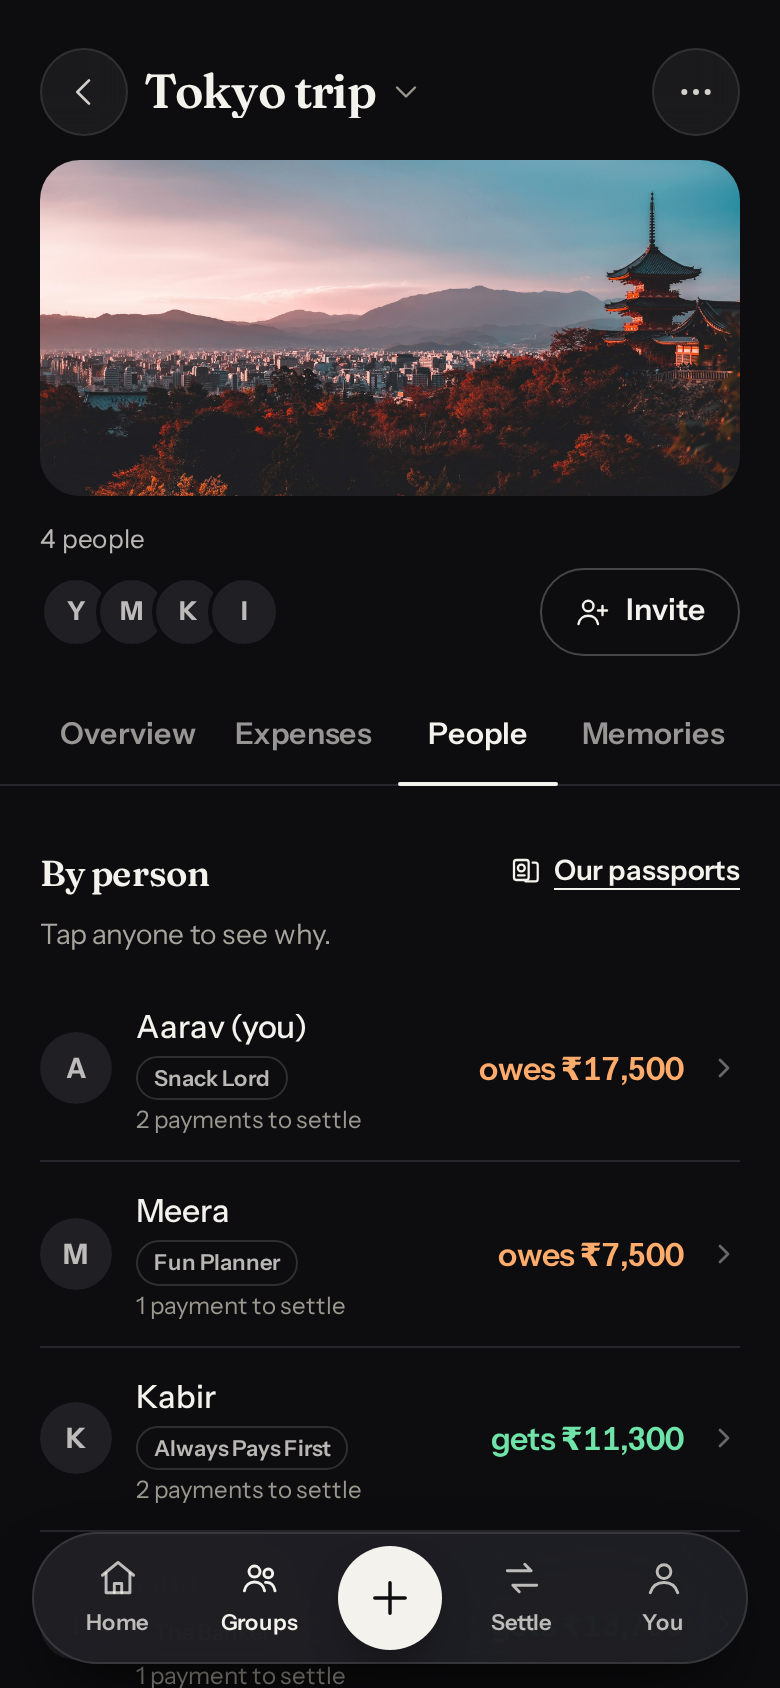 Tokyo trip
4 people
Y M K I
Invite
Overview Expenses People Memories
By person
Our passports
Tap anyone to see why.
A
Aarav (you)
Snack Lord
2 payments to settle
owes ₹17,500
M
Meera
Fun Planner
1 payment to settle
owes ₹7,500
K
Kabir
Always Pays First
2 payments to settle
gets ₹11,300
Home Groups Settle You
1 payment to settle